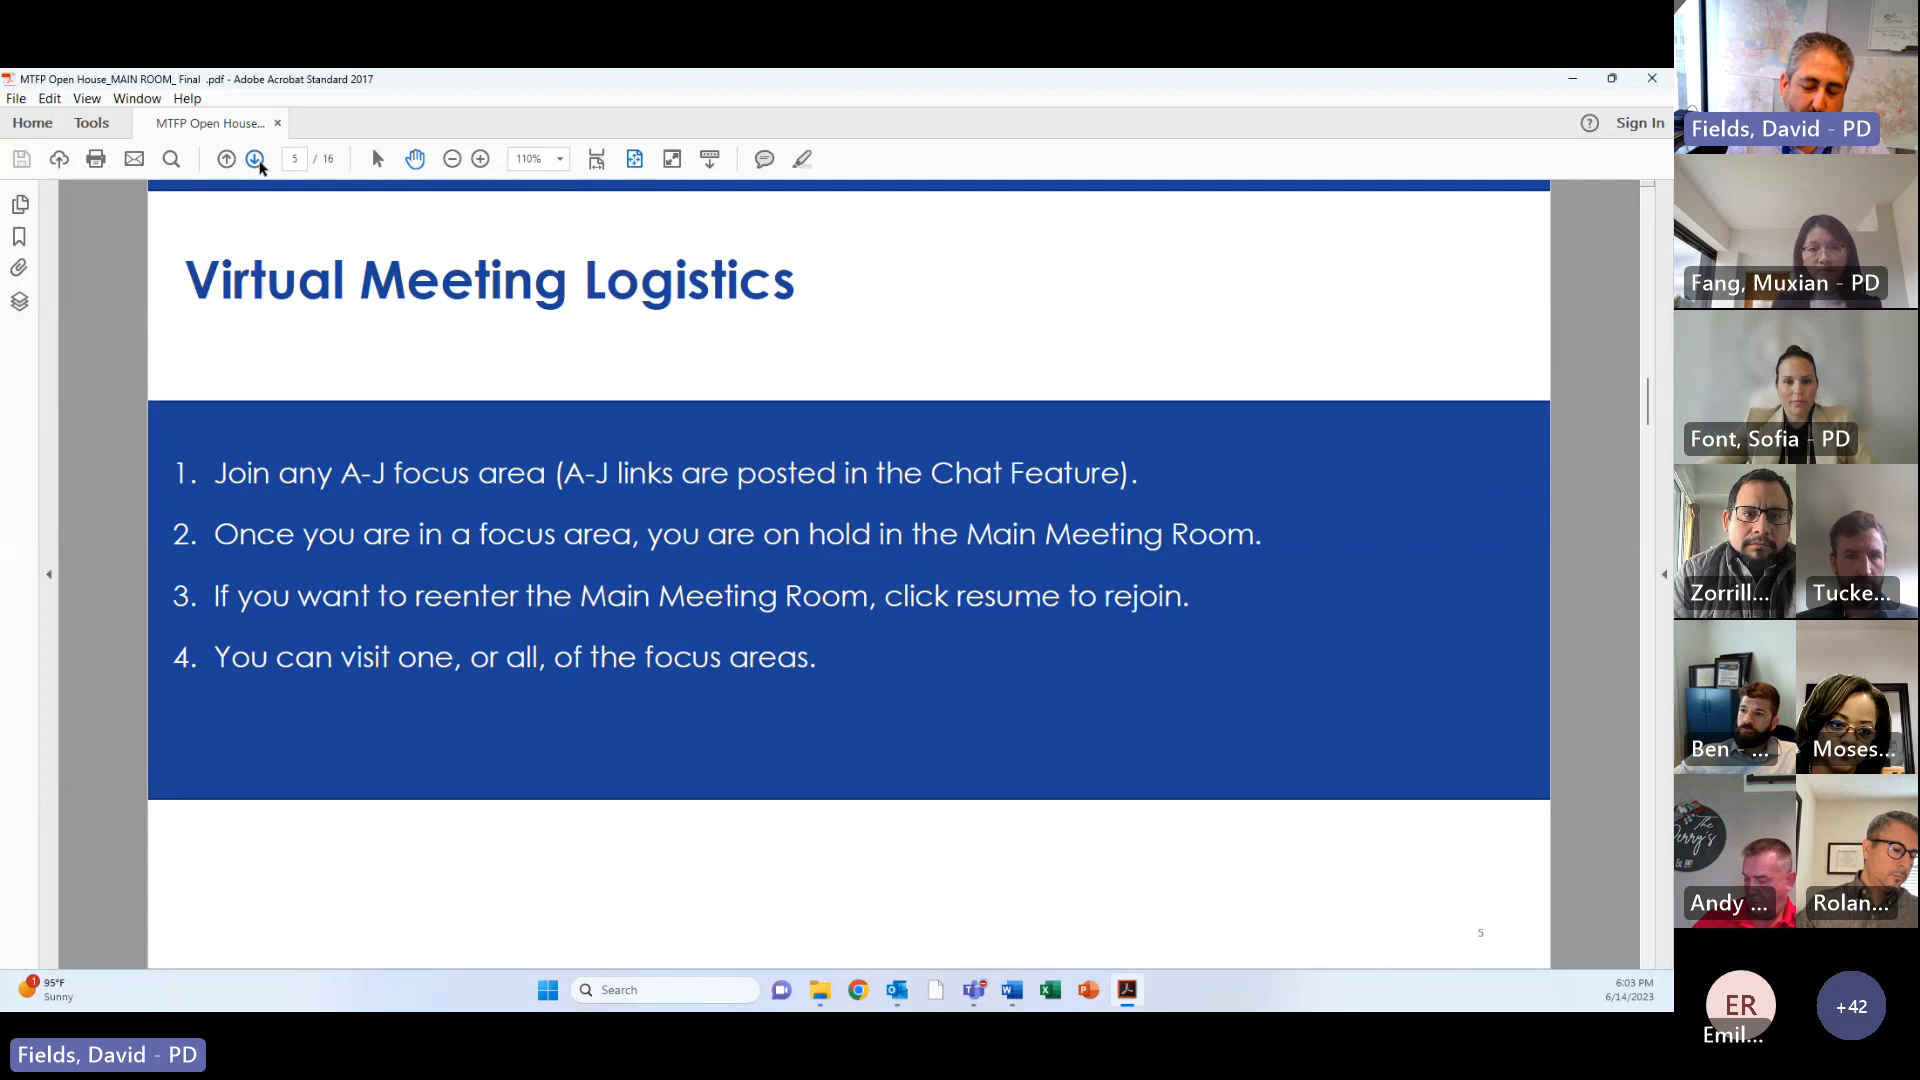 MTFP Open House_MAIN ROOM_ Final .pdf - Adobe Acrobat Standard 2017
File Edit View Window Help
Home Tools MTFP Open House... × Sign In
5 / 16 110%
Virtual Meeting Logistics
1. Join any A-J focus area (A-J links are posted in the Chat Feature).
2. Once you are in a focus area, you are on hold in the Main Meeting Room.
3. If you want to reenter the Main Meeting Room, click resume to rejoin.
4. You can visit one, or all, of the focus areas.
5
1
95°F
Sunny
Search
6:03 PM
6/14/2023
Fields, David - PD
Fields, David - PD
Fang, Muxian - PD
Font, Sofia - PD
Zorrill... Tucke...
Ben - ... Moses...
The
Est. 1997
Andy ... Rolan...
ER +42
Emil...